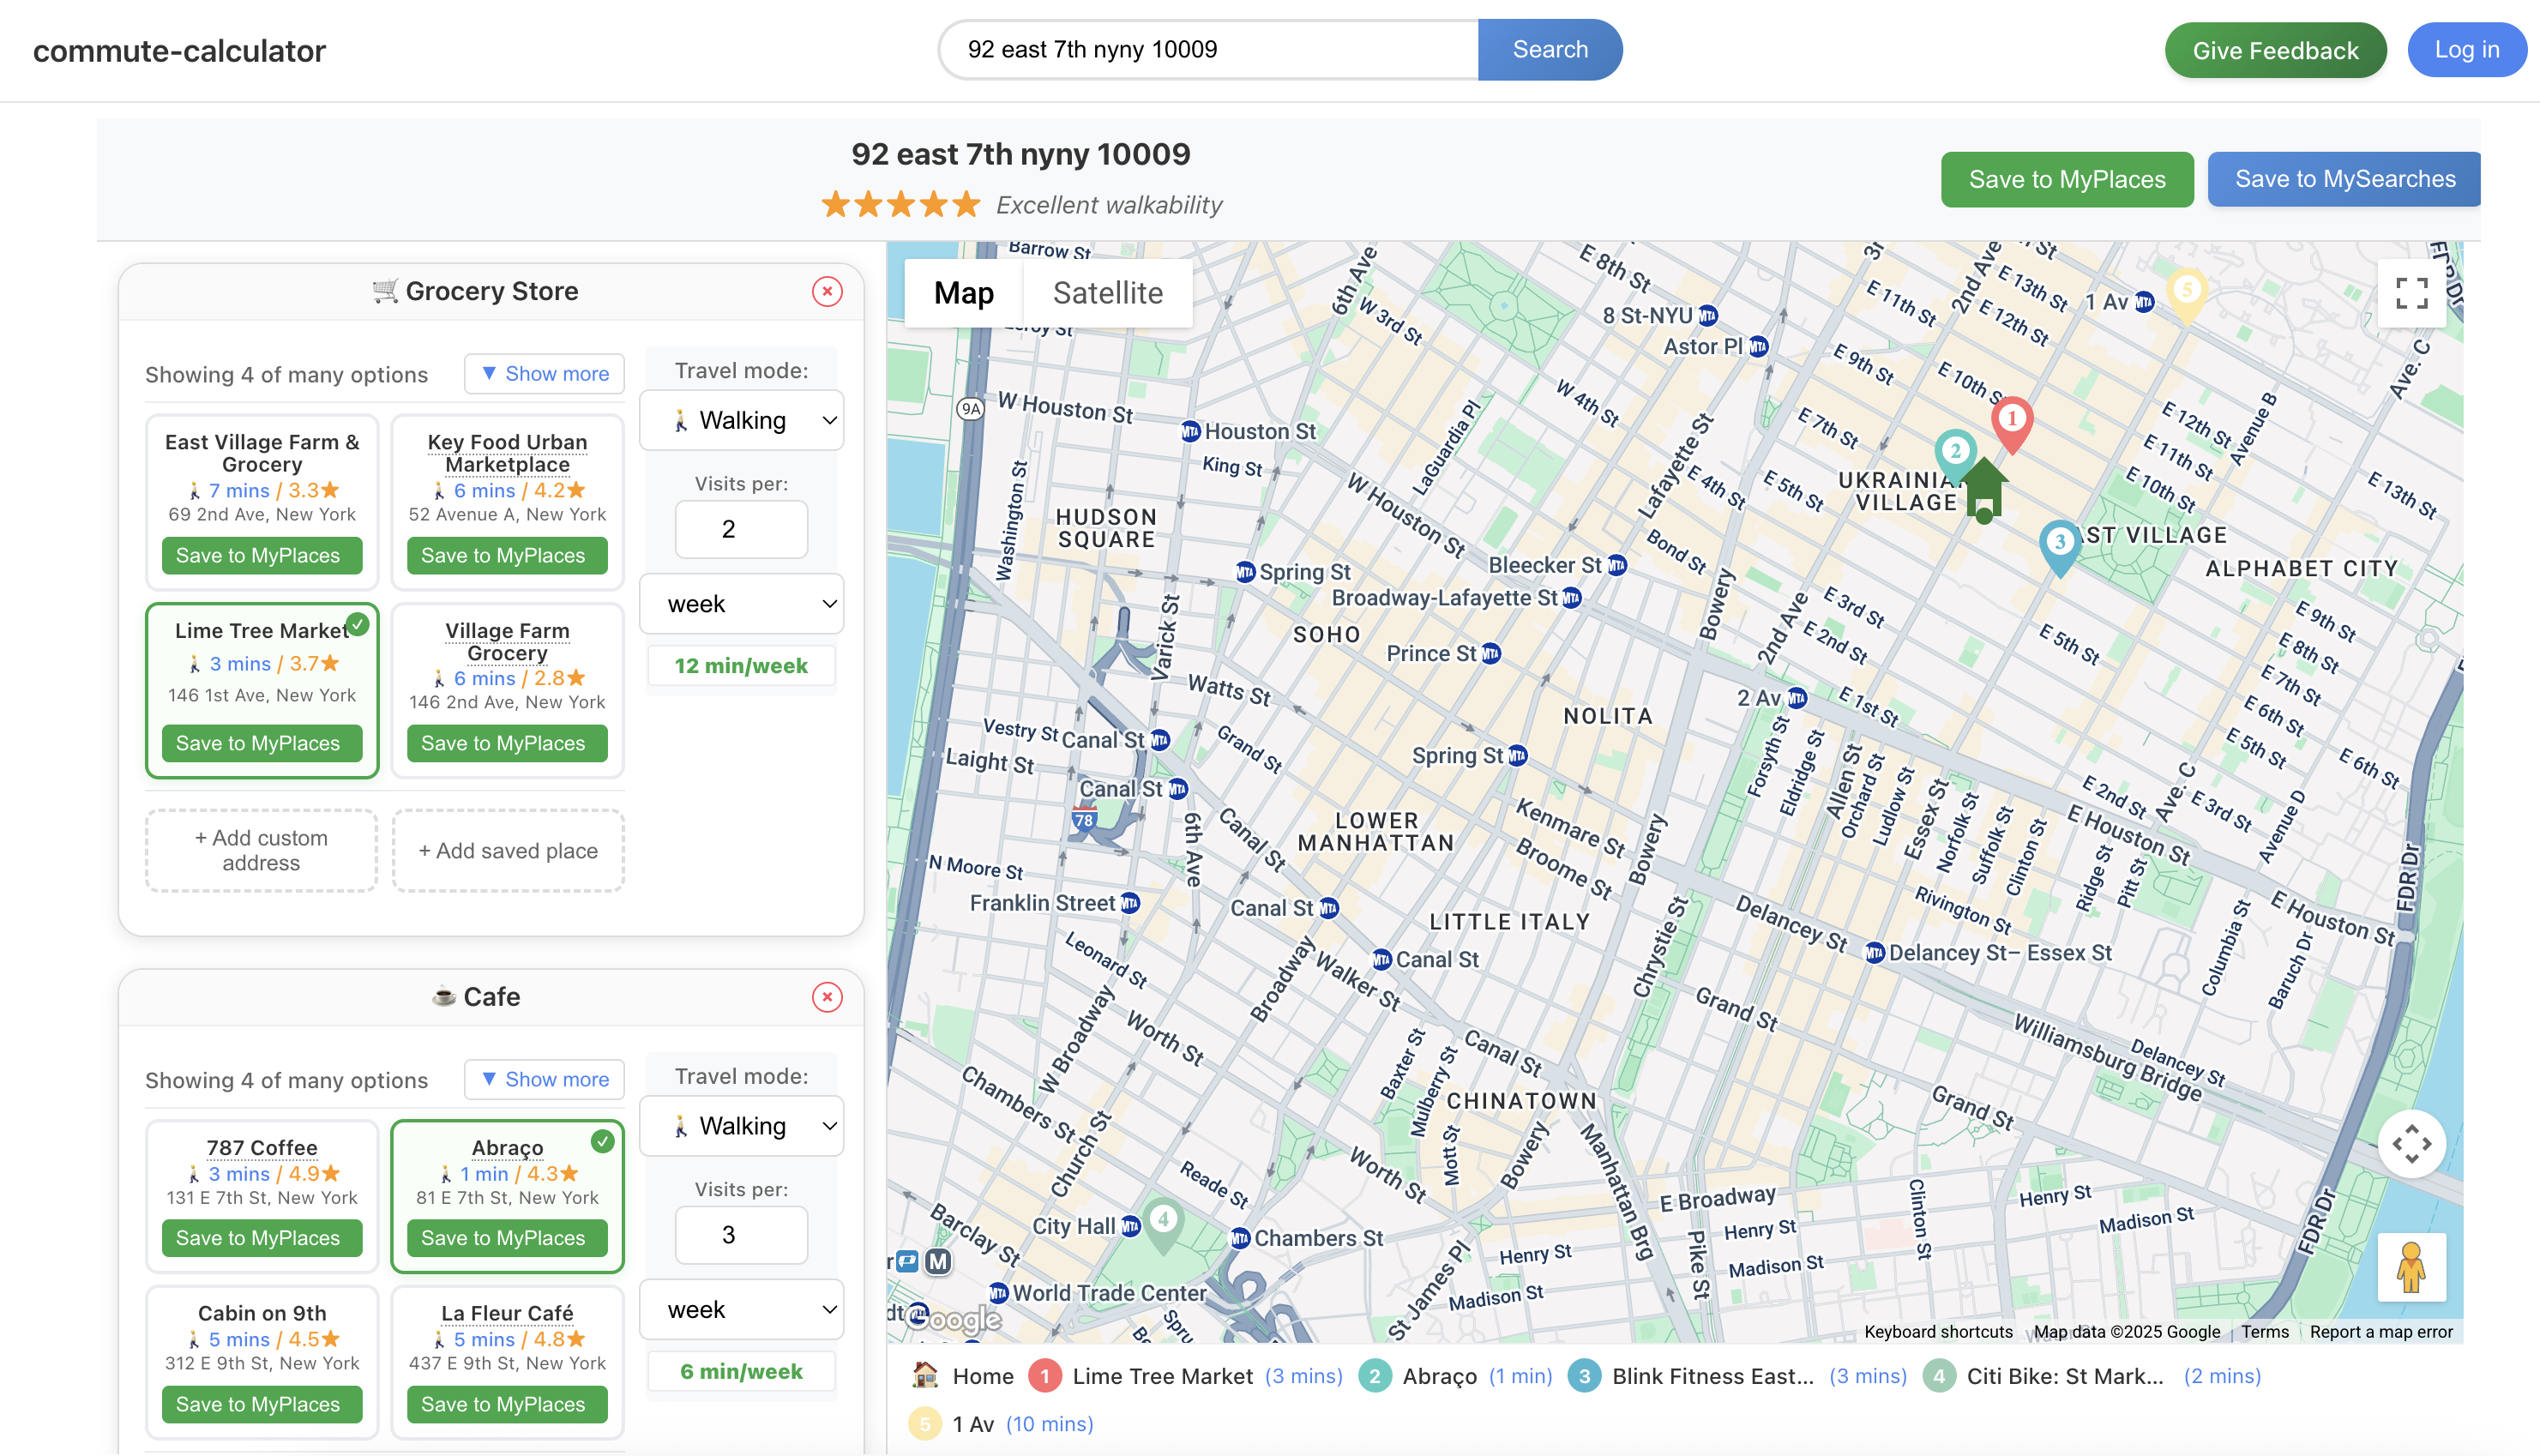 commute-calculator
92 east 7th nyny 10009
Search
Give Feedback
Log in
92 east 7th nyny 10009
Excellent walkability
Save to MyPlaces
Save to MySearches
Grocery Store
Showing 4 of many options
▼ Show more
East Village Farm &
Grocery
7 mins / 3.3
69 2nd Ave, New York
Save to MyPlaces
Key Food Urban
Marketplace
6 mins / 4.2
52 Avenue A, New York
Save to MyPlaces
Lime Tree Market
3 mins / 3.7
146 1st Ave, New York
Save to MyPlaces
Village Farm
Grocery
6 mins / 2.8
146 2nd Ave, New York
Save to MyPlaces
+ Add custom
address
+ Add saved place
Travel mode:
Walking
Visits per:
2
week
12 min/week
Cafe
Showing 4 of many options
▼ Show more
787 Coffee
3 mins / 4.9
131 E 7th St, New York
Save to MyPlaces
Abraço
1 min / 4.3
81 E 7th St, New York
Save to MyPlaces
Cabin on 9th
5 mins / 4.5
312 E 9th St, New York
Save to MyPlaces
La Fleur Café
5 mins / 4.8
437 E 9th St, New York
Save to MyPlaces
Travel mode:
Walking
Visits per:
3
week
6 min/week
Map
Satellite
Barrow St
6th Ave
E 8th St
2nd Ave
E 13th St
1 Av
5
8 St-NYU
E 11th St
E 12th St
W 3rd St
Astor Pl
E 9th St
E 10th St
Ave. C
9A
W Houston St
W 4th St
LaGuardia Pl
Lafayette St
E 7th St
1
2
E 12th St
Avenue B
E 11th St
E 10th St
E 13th St
Houston St
King St
W Houston St
Washington St
E 4th St
E 5th St
UKRAINIAN
VILLAGE
HUDSON
SQUARE
3
EAST VILLAGE
ALPHABET CITY
Bond St
Bleecker St
Spring St
Broadway-Lafayette St
Bowery
2nd Ave
E 3rd St
E 2nd St
E 5th St
E 9th St
E 8th St
E 7th St
E 6th St
E 5th St
E 6th St
SOHO
Prince St
Varick St
Watts St
2 Av
E 1st St
NOLITA
Vestry St
Canal St
Grand St
Laight St
Spring St
Forsyth St
Eldridge St
Allen St
Orchard St
Ludlow St
Essex St
Norfolk St
Suffolk St
Clinton St
E 2nd St
Ave. C
E 3rd St
Avenue D
E Houston St
Canal St
78
6th Ave
Canal St
LOWER
MANHATTAN
Kenmare St
Broome St
Bowery
Ridge St
Pitt St
E Houston St
FDR Dr
N Moore St
Franklin Street
Canal St
LITTLE ITALY
Delancey St
Rivington St
Columbia St
Baruch Dr
Delancey St– Essex St
Leonard St
Broadway
Walker St
Canal St
Chrystie St
Grand St
W Broadway
Worth St
Canal St
Baxter St
Mulberry St
Mott St
Williamsburg Bridge
Delancey St
Chambers St
Church St
CHINATOWN
Grand St
Bowery
Manhattan Brg
Worth St
Reade St
E Broadway
Henry St
Henry St
Clinton St
Madison St
Pike St
City Hall
4
Chambers St
Barclay St
Henry St
Madison St
St James Pl
Madison St
FDR Dr
M
World Trade Center
Google
Keyboard shortcuts
Map data ©2025 Google
Terms
Report a map error
Home
1 Lime Tree Market (3 mins)
2 Abraço (1 min)
3 Blink Fitness East... (3 mins)
4 Citi Bike: St Mark... (2 mins)
5 1 Av (10 mins)